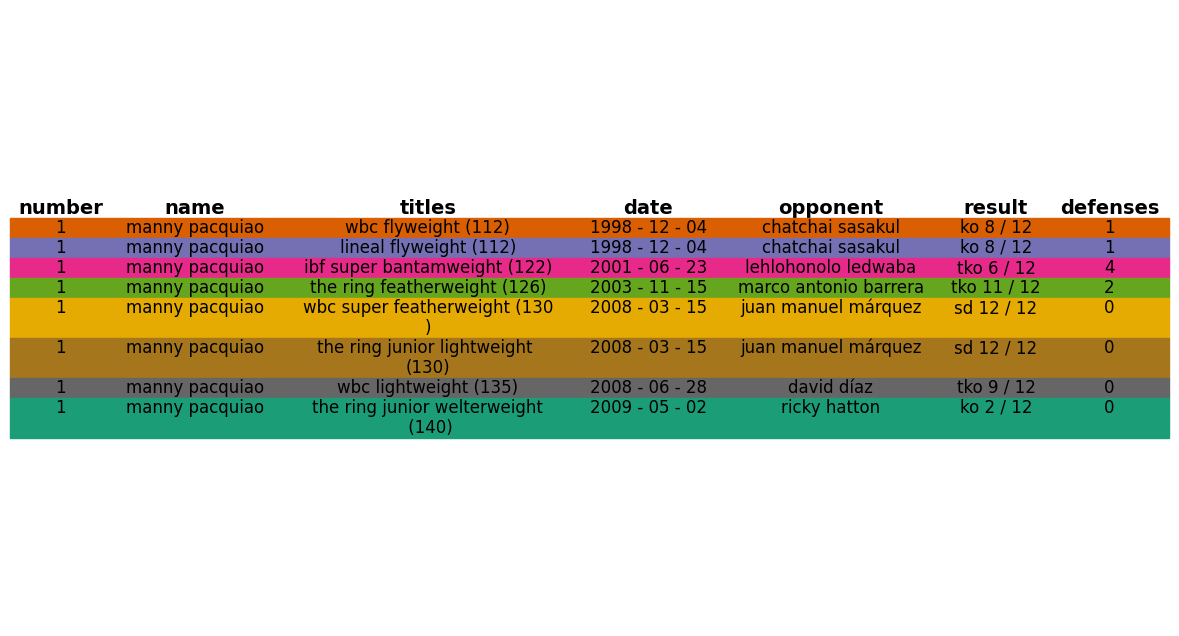 number name titles date opponent result defenses
1 manny pacquiao wbc flyweight (112) 1998 - 12 - 04 chatchai sasakul ko 8 / 12 1
1 manny pacquiao lineal flyweight (112) 1998 - 12 - 04 chatchai sasakul ko 8 / 12 1
1 manny pacquiao ibf super bantamweight (122) 2001 - 06 - 23 lehlohonolo ledwaba tko 6 / 12 4
1 manny pacquiao the ring featherweight (126) 2003 - 11 - 15 marco antonio barrera tko 11 / 12 2
1 manny pacquiao wbc super featherweight (130 2008 - 03 - 15 juan manuel márquez sd 12 / 12 0
)
1 manny pacquiao the ring junior lightweight 2008 - 03 - 15 juan manuel márquez sd 12 / 12 0
(130)
1 manny pacquiao wbc lightweight (135) 2008 - 06 - 28 david díaz tko 9 / 12 0
1 manny pacquiao the ring junior welterweight 2009 - 05 - 02 ricky hatton ko 2 / 12 0
(140)